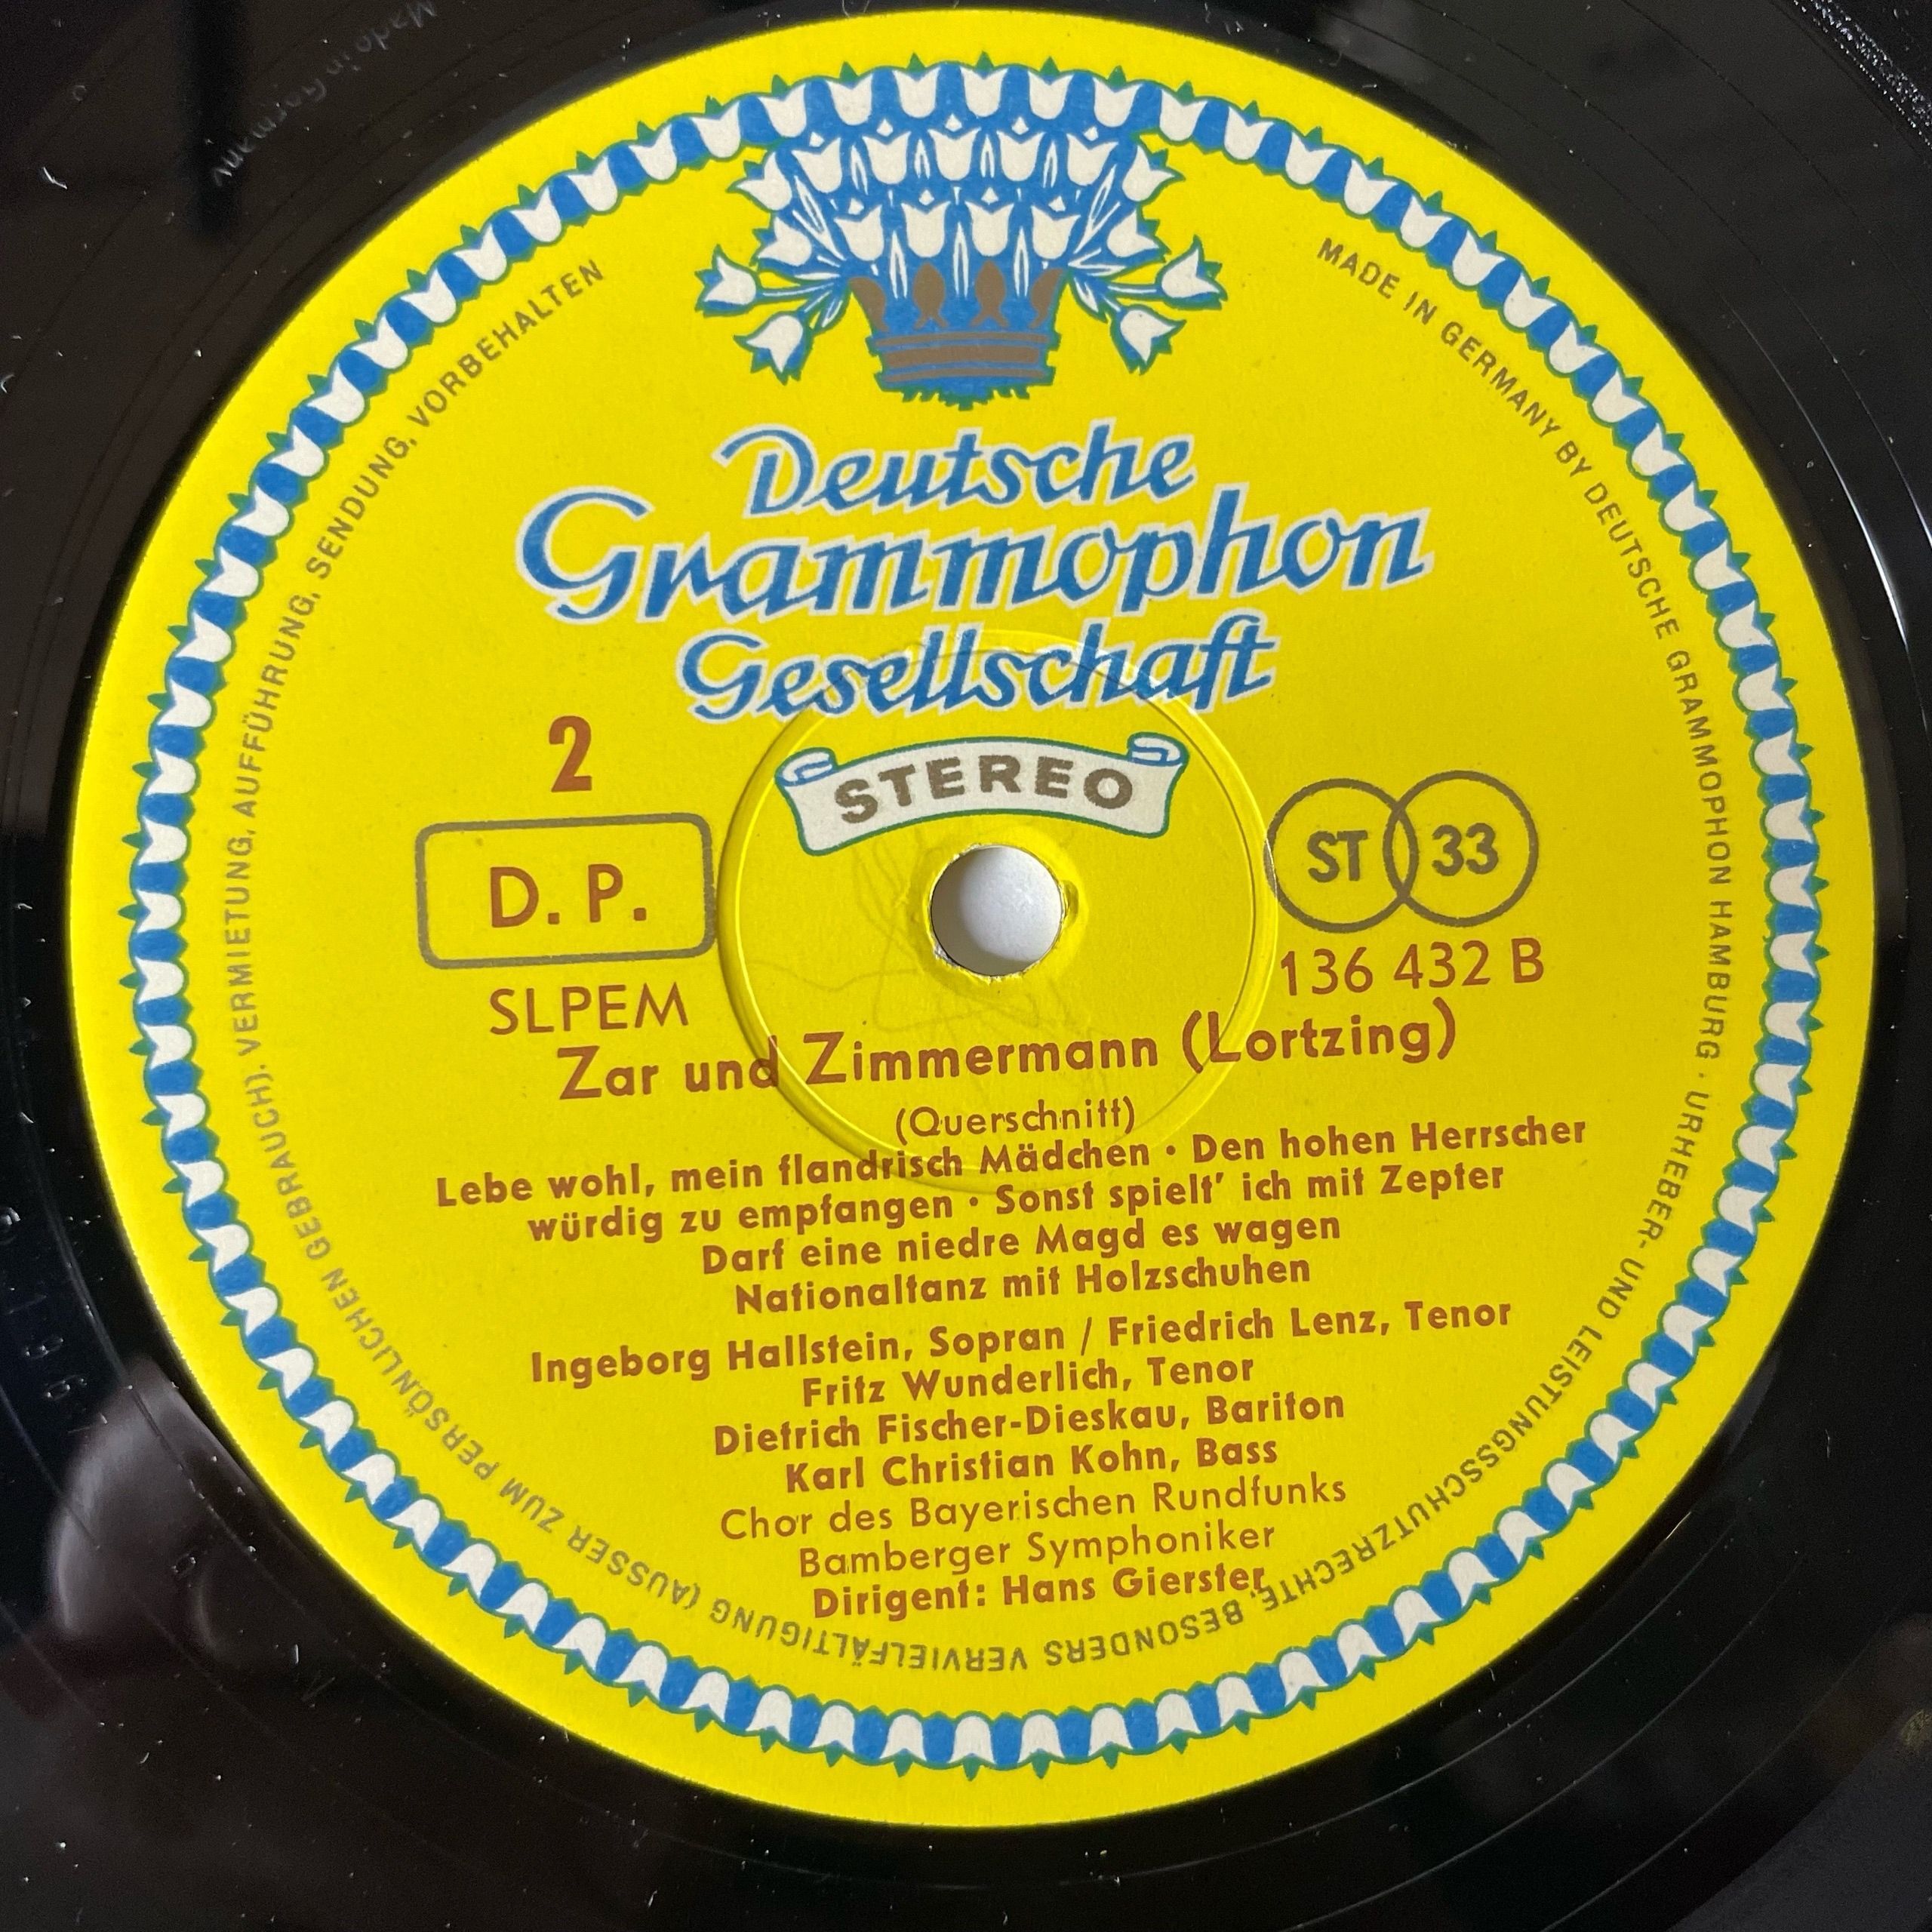 Made in Germany
Deutsche
Grammophon
Gesellschaft
STEREO
2
D. P.
SLPEM
ST 33
136 432 B
Zar und Zimmermann (Lortzing)
(Querschnitt)
Lebe wohl, mein flandrisch Mädchen · Den hohen Herrscher
würdig zu empfangen · Sonst spielt' ich mit Zepter
Darf eine niedre Magd es wagen
Nationaltanz mit Holzschuhen
Ingeborg Hallstein, Sopran / Friedrich Lenz, Tenor
Fritz Wunderlich, Tenor
Dietrich Fischer-Dieskau, Bariton
Karl Christian Kohn, Bass
Chor des Bayerischen Rundfunks
Bamberger Symphoniker
Dirigent: Hans Gierster
MADE IN GERMANY BY DEUTSCHE GRAMMOPHON HAMBURG · URHEBER- UND LEISTUNGSSCHUTZRECHTE, BESONDERS VERVIELFÄLTIGUNG (AUSSER ZUM PERSÖNLICHEN GEBRAUCH), VERMIETUNG, AUFFÜHRUNG, SENDUNG, VORBEHALTEN